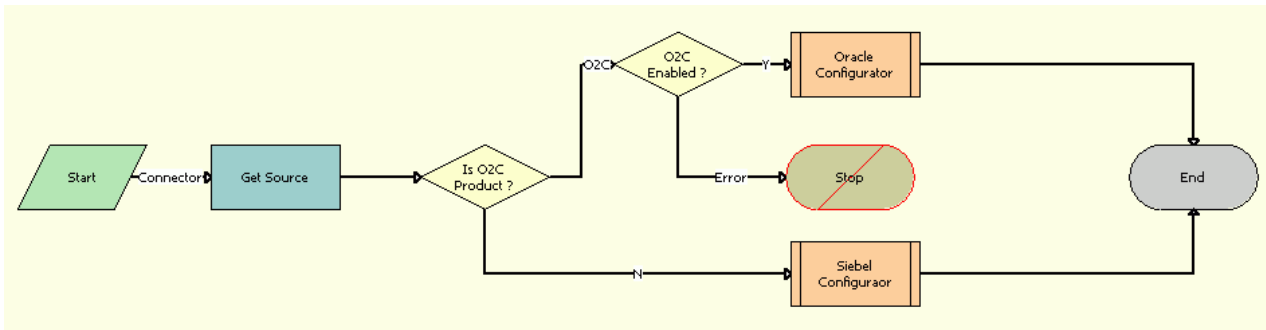 O2C
Enabled ?
O2C
Y
Oracle
Configurator
Start
Connector
Get Source
Is O2C
Product ?
Error
Stop
End
N
Siebel
Configuraor